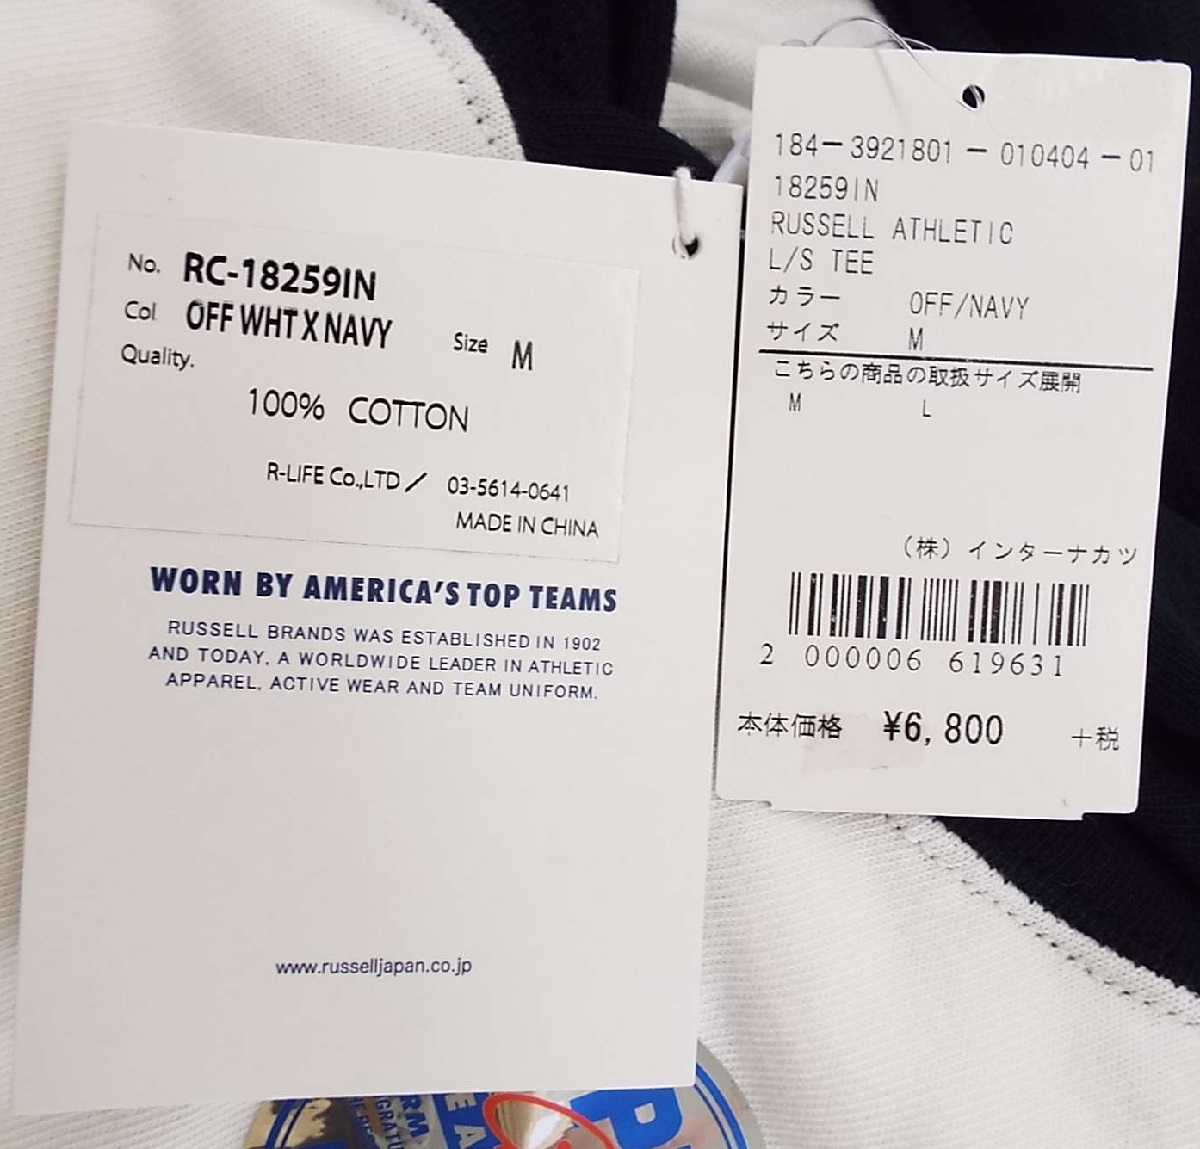 No. RC-18259IN
Col OFF WHT X NAVY Size M
Quality.
100% COTTON
R-LIFE Co.,LTD／ 03-5614-0641
MADE IN CHINA
WORN BY AMERICA'S TOP TEAMS
RUSSELL BRANDS WAS ESTABLISHED IN 1902
AND TODAY, A WORLDWIDE LEADER IN ATHLETIC
APPAREL, ACTIVE WEAR AND TEAM UNIFORM.
www.russelljapan.co.jp
184-3921801-010404-01
18259IN
RUSSELL ATHLETIC
L/S TEE
カラー OFF/NAVY
サイズ M
こちらの商品の取扱サイズ展開
M L
（株）インターナカツ
2 000006 619631
本体価格 ¥6,800 +税